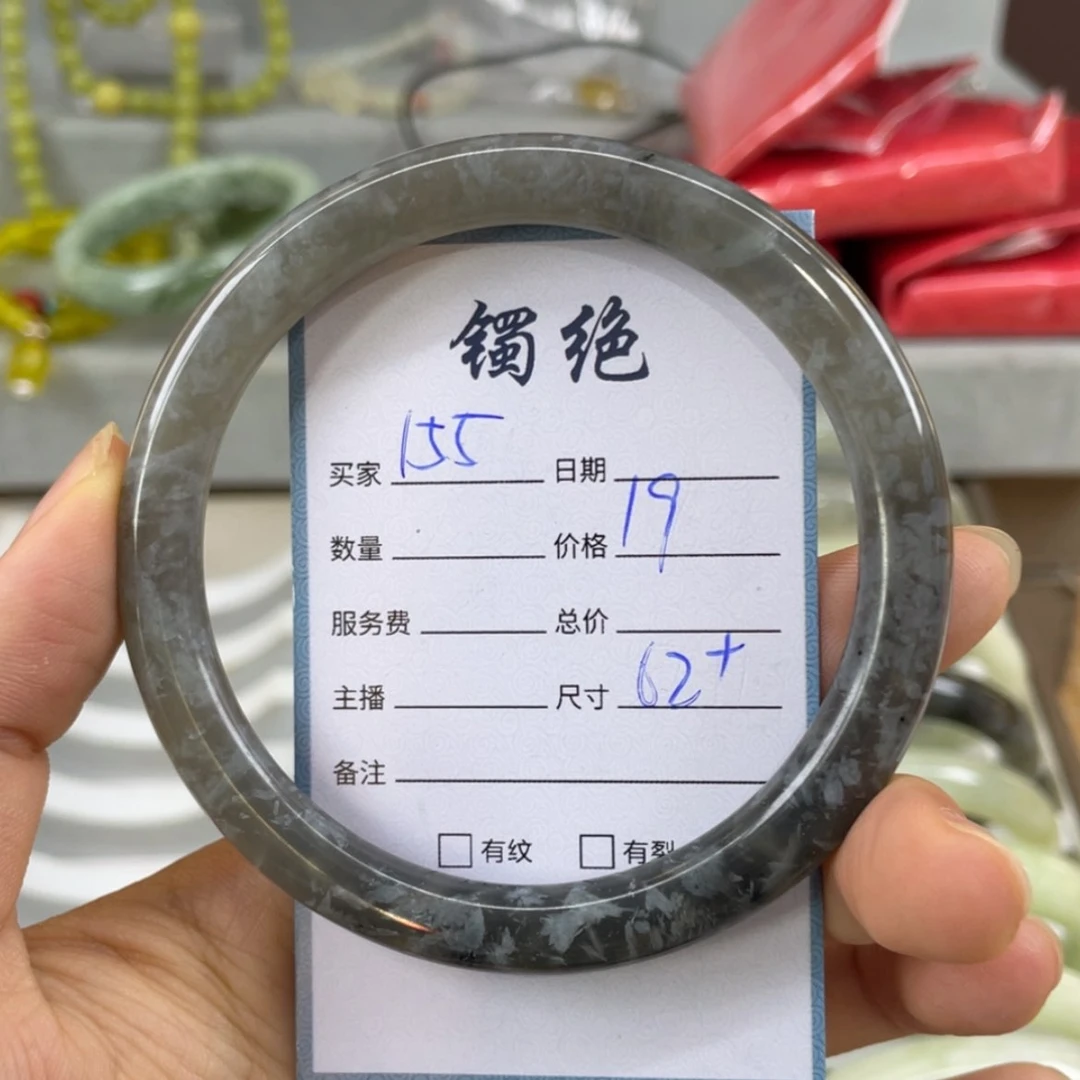 镯绝
买家 155 日期
数量 价格 19
服务费 总价
主播 尺寸 62+
备注
有纹 有裂